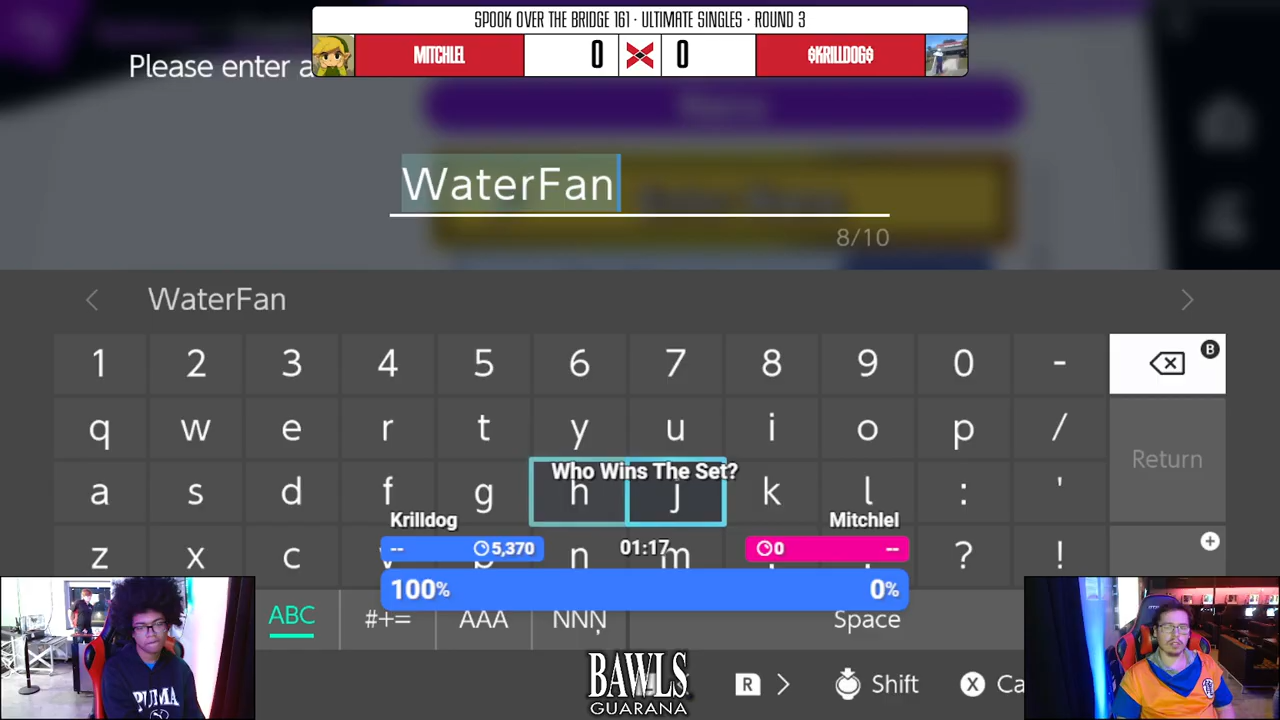 SPOOK OVER THE BRIDGE 161 · ULTIMATE SINGLES · ROUND 3
MITCHLEL 0 0 $KRILLDOG$
Please enter a
WaterFan
8/10
WaterFan
1 2 3 4 5 6 7 8 9 0 - B
q w e r t y u i o p / Return
Who Wins The Set?
a s d f g h j k l : '
Krilldog Mitchlel
z x c n m ? ! +
-- 5,370 01:17 0 --
100% 0%
ABC #+= AAA NNŅ Space
BAWLS
GUARANA
R > Shift X Ca
PUMA